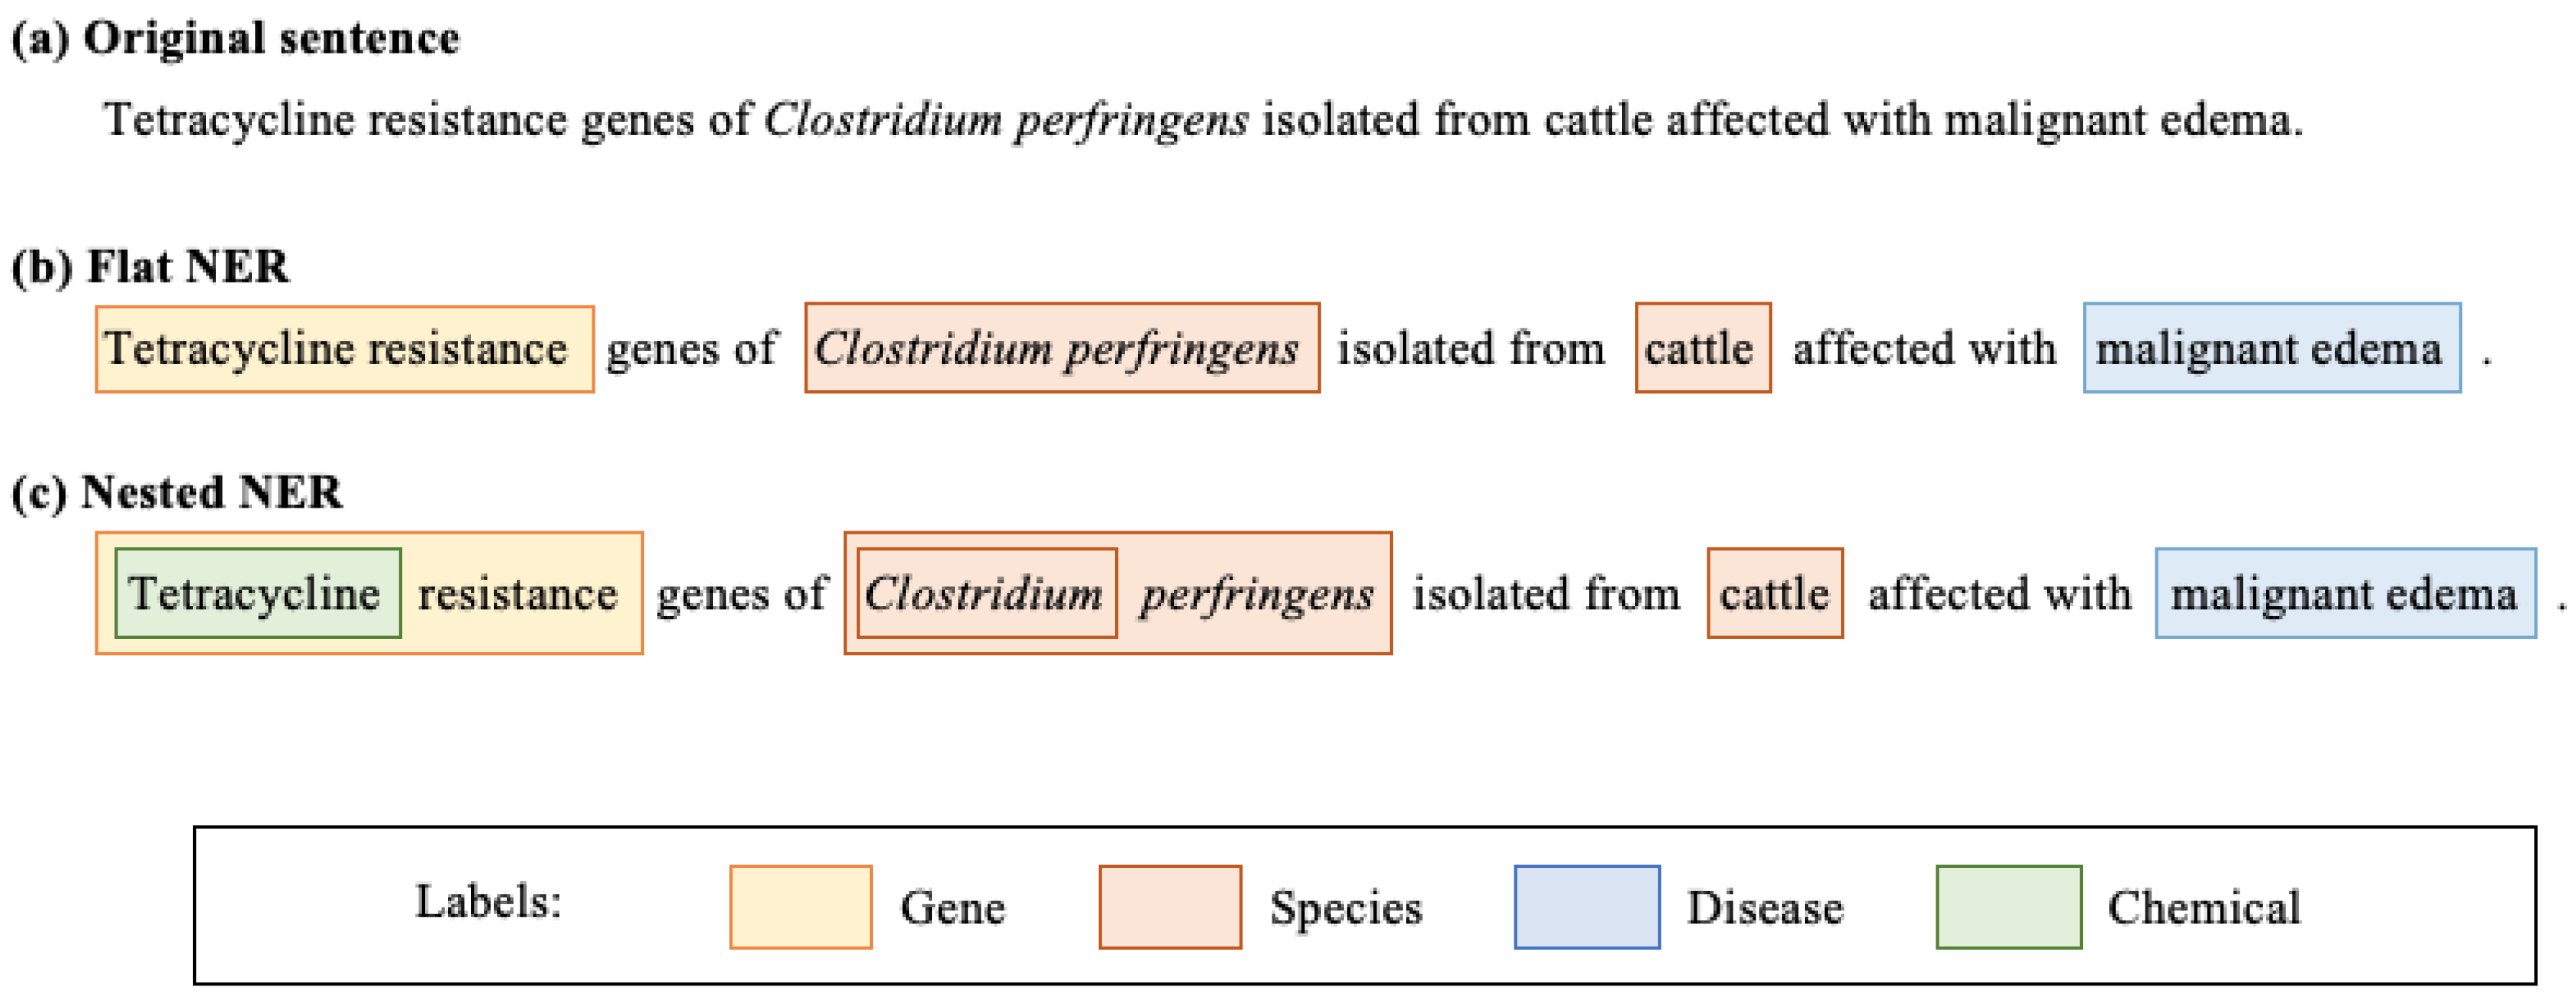 (a) Original sentence
Tetracycline resistance genes of Clostridium perfringens isolated from cattle affected with malignant edema.
(b) Flat NER
Tetracycline resistance genes of Clostridium perfringens isolated from cattle affected with malignant edema .
(c) Nested NER
Tetracycline resistance genes of Clostridium perfringens isolated from cattle affected with malignant edema .
Labels: Gene Species Disease Chemical